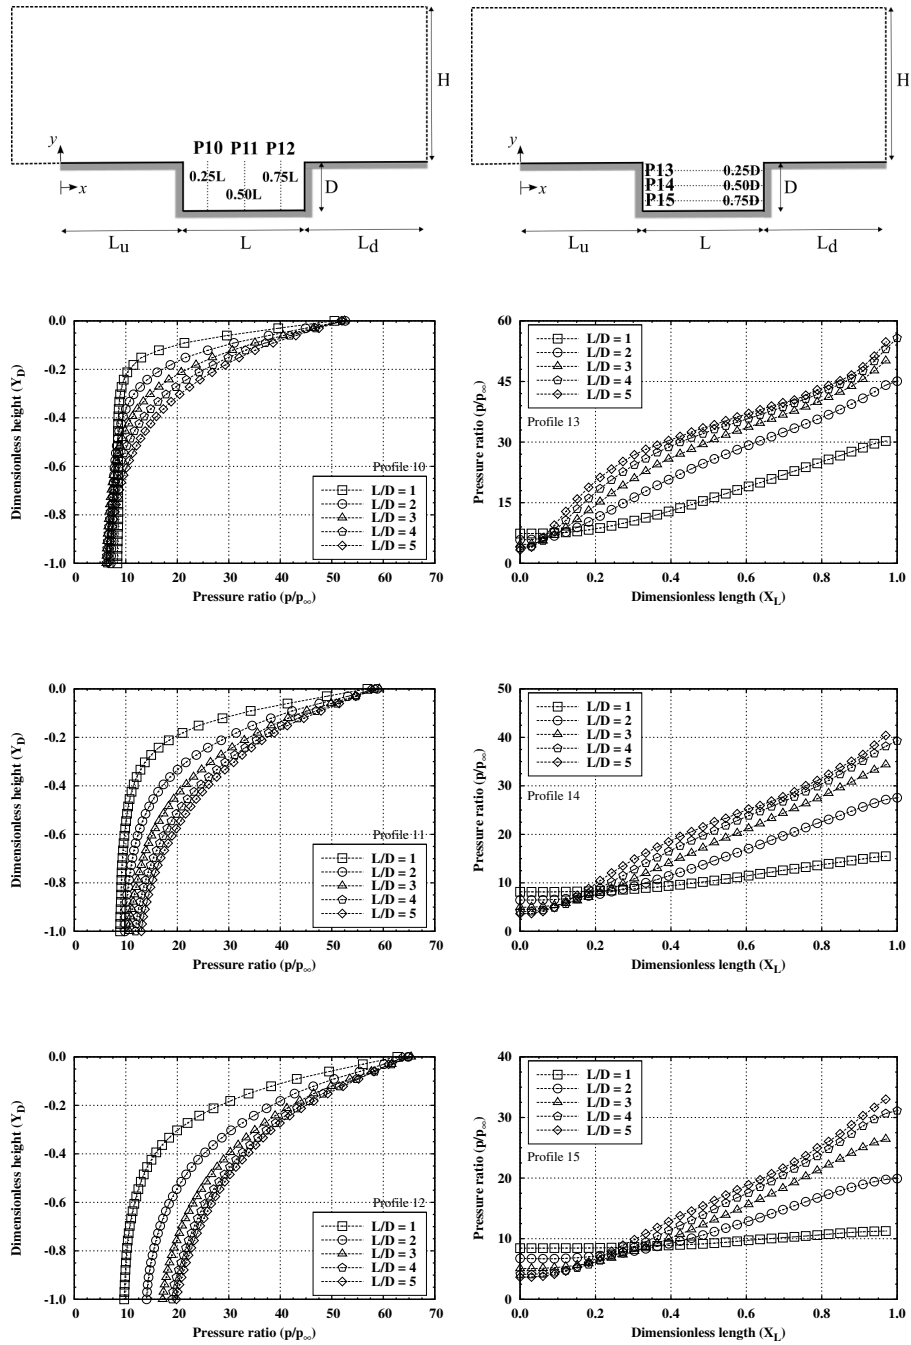 H
y
P10 P11 P12
0.25L 0.75L
0.50L
D
x
Lu L Ld
H
y
P13 0.25D
P14 0.50D
P15 0.75D
D
x
Lu L Ld
Dimensionless height (YD)
0.0
-0.2
-0.4
-0.6
-0.8
-1.0
Profile 10
L/D = 1
L/D = 2
L/D = 3
L/D = 4
L/D = 5
0 10 20 30 40 50 60 70
Pressure ratio (p/p∞)
Pressure ratio (p/p∞)
60
45
30
15
0
L/D = 1
L/D = 2
L/D = 3
L/D = 4
L/D = 5
Profile 13
0.0 0.2 0.4 0.6 0.8 1.0
Dimensionless length (XL)
Dimensionless height (YD)
0.0
-0.2
-0.4
-0.6
-0.8
-1.0
Profile 11
L/D = 1
L/D = 2
L/D = 3
L/D = 4
L/D = 5
0 10 20 30 40 50 60 70
Pressure ratio (p/p∞)
Pressure ratio (p/p∞)
50
40
30
20
10
0
L/D = 1
L/D = 2
L/D = 3
L/D = 4
L/D = 5
Profile 14
0.0 0.2 0.4 0.6 0.8 1.0
Dimensionless length (XL)
Dimensionless height (YD)
0.0
-0.2
-0.4
-0.6
-0.8
-1.0
Profile 12
L/D = 1
L/D = 2
L/D = 3
L/D = 4
L/D = 5
0 10 20 30 40 50 60 70
Pressure ratio (p/p∞)
Pressure ratio (p/p∞)
40
30
20
10
0
L/D = 1
L/D = 2
L/D = 3
L/D = 4
L/D = 5
Profile 15
0.0 0.2 0.4 0.6 0.8 1.0
Dimensionless length (XL)